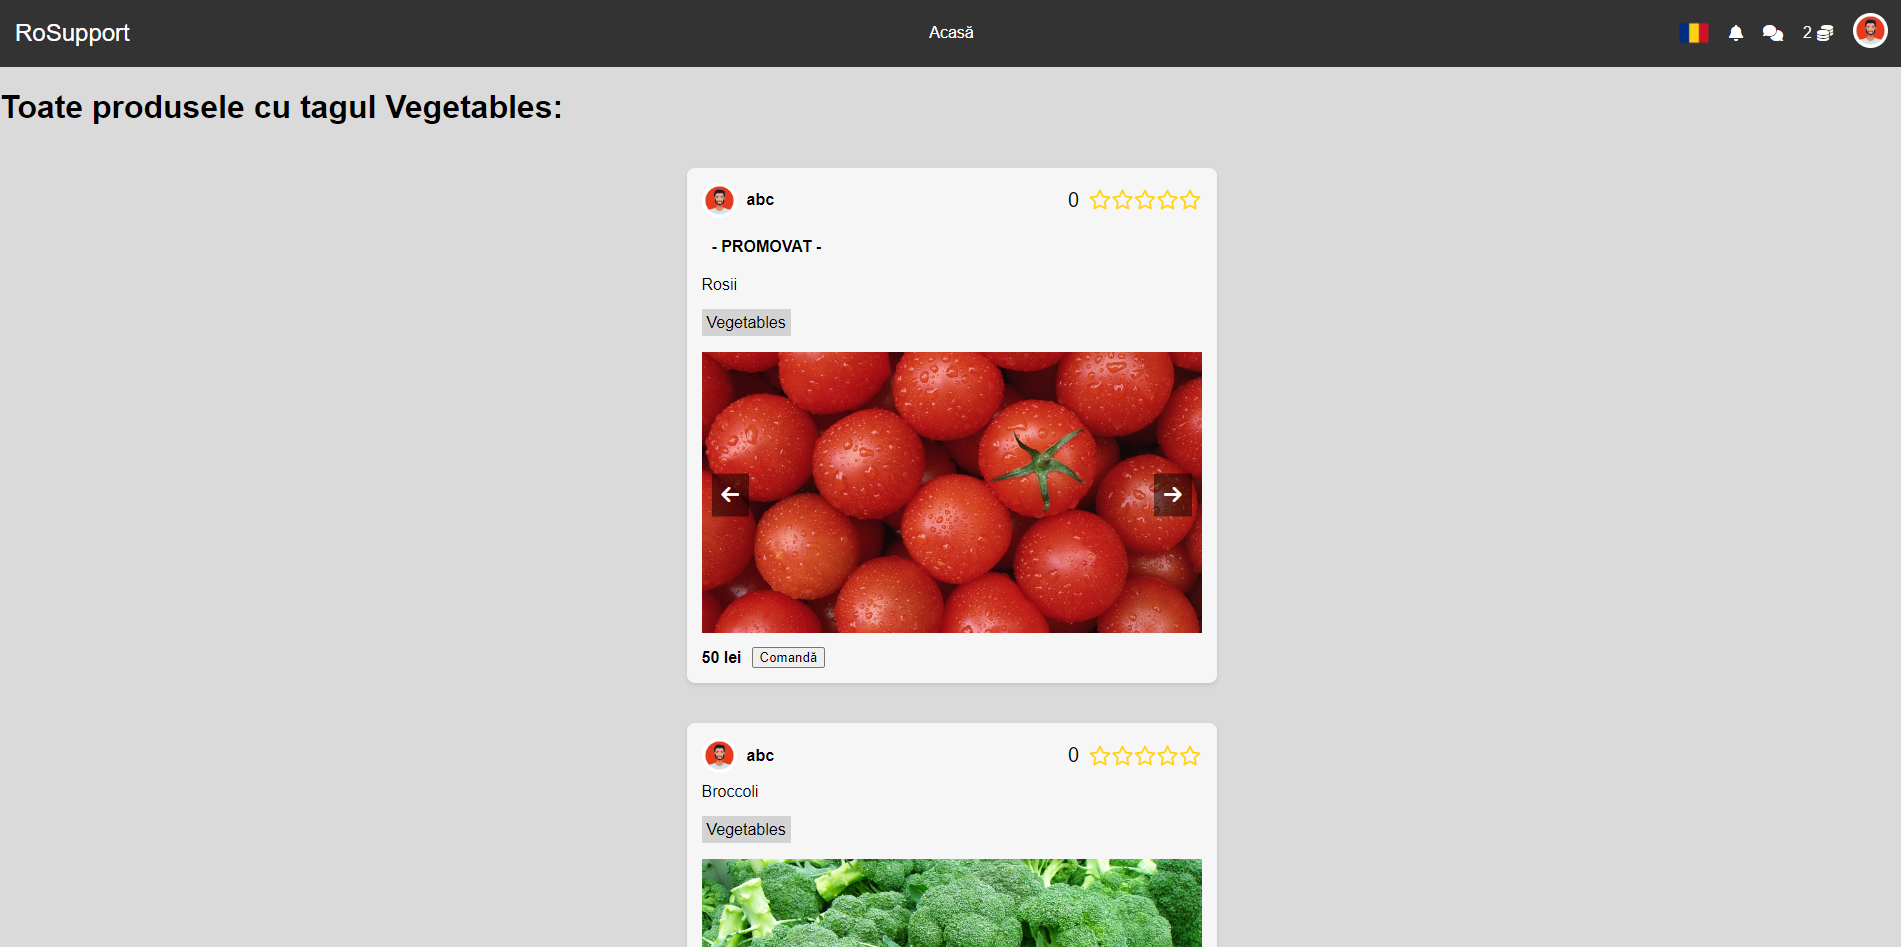 RoSupport
Acasă
2
Toate produsele cu tagul Vegetables:
abc
0
- PROMOVAT -
Rosii
Vegetables
50 lei
Comandă
abc
0
Broccoli
Vegetables